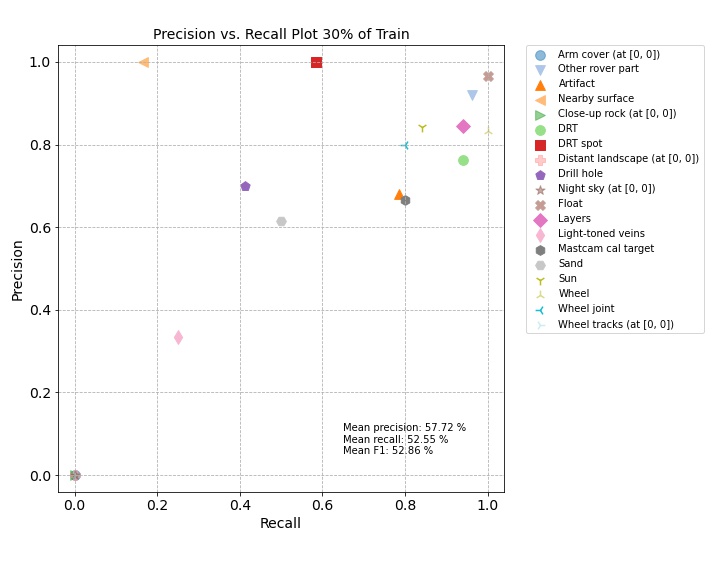 Precision vs. Recall Plot 30% of Train
1.0
0.8
0.6
0.4
0.2
0.0
Precision
0.0 0.2 0.4 0.6 0.8 1.0
Recall
Mean precision: 57.72 %
Mean recall: 52.55 %
Mean F1: 52.86 %
Arm cover (at [0, 0])
Other rover part
Artifact
Nearby surface
Close-up rock (at [0, 0])
DRT
DRT spot
Distant landscape (at [0, 0])
Drill hole
Night sky (at [0, 0])
Float
Layers
Light-toned veins
Mastcam cal target
Sand
Sun
Wheel
Wheel joint
Wheel tracks (at [0, 0])